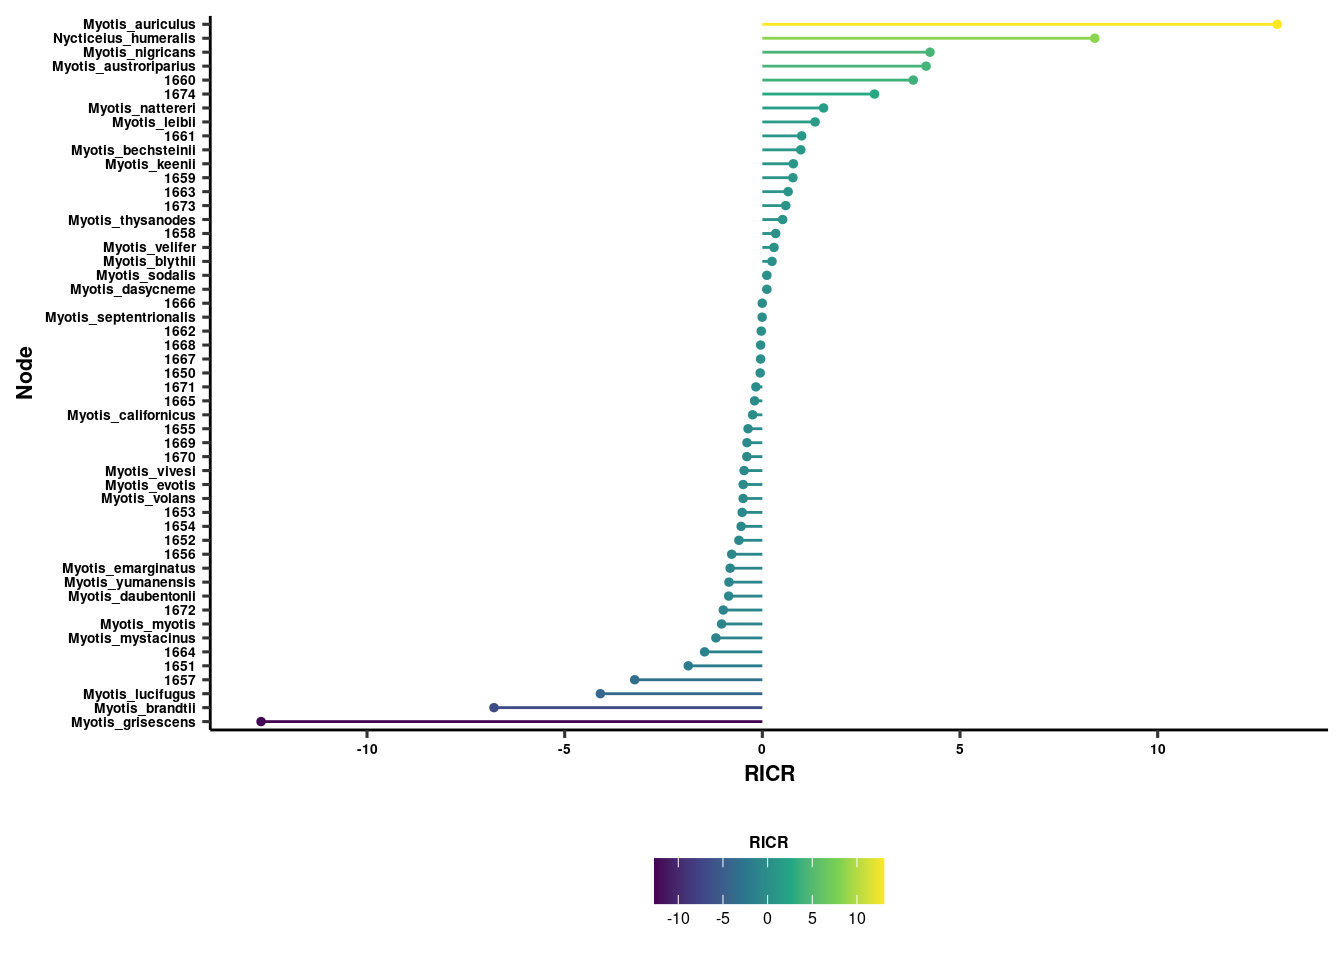 Myotis_auriculus
Nycticeius_humeralis
Myotis_nigricans
Myotis_austroriparius
1660
1674
Myotis_nattereri
Myotis_leibii
1661
Myotis_bechsteinii
Myotis_keenii
1659
1663
1673
Myotis_thysanodes
1658
Myotis_velifer
Myotis_blythii
Myotis_sodalis
Myotis_dasycneme
1666
Myotis_septentrionalis
1662
1668
1667
1650
1671
1665
Myotis_californicus
1655
1669
1670
Myotis_vivesi
Myotis_evotis
Myotis_volans
1653
1654
1652
1656
Myotis_emarginatus
Myotis_yumanensis
Myotis_daubentonii
1672
Myotis_myotis
Myotis_mystacinus
1664
1651
1657
Myotis_lucifugus
Myotis_brandtii
Myotis_grisescens
Node
-10 -5 0 5 10
RICR
RICR
-10 -5 0 5 10